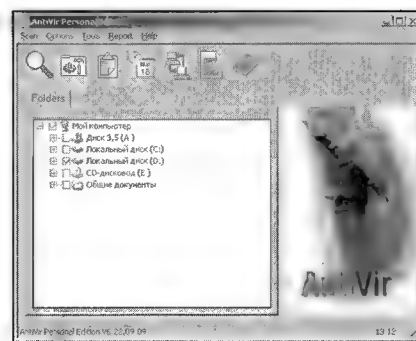 AntiVir Personal
Scan Options Tools Report Help
Folders
Мой компьютер
Диск 3,5 (A:)
Локальный диск (C:)
Локальный диск (D:)
CD-дисковод (E:)
Общие документы
AntiVir
AntiVir Personal Edition V6.22.09.09
13:12